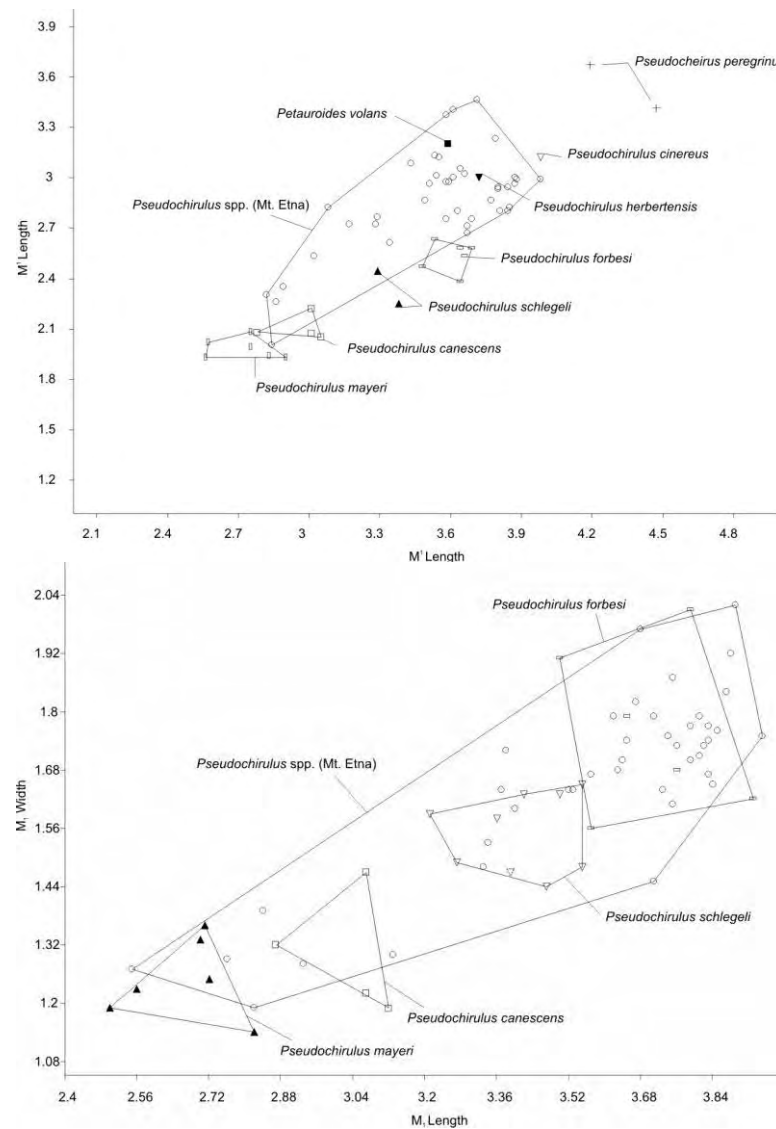 3.9
3.6
3.3
3
2.7
2.4
2.1
1.8
1.5
1.2
M¹ Length
Pseudocheirus peregrinu
Petauroides volans
Pseudochirulus cinereus
Pseudochirulus spp. (Mt. Etna)
Pseudochirulus herbertensis
Pseudochirulus forbesi
Pseudochirulus schlegeli
Pseudochirulus canescens
Pseudochirulus mayeri
2.1 2.4 2.7 3 3.3 3.6 3.9 4.2 4.5 4.8
M¹ Length
2.04
1.92
1.8
1.68
1.56
1.44
1.32
1.2
1.08
M, Width
Pseudochirulus forbesi
Pseudochirulus spp. (Mt. Etna)
Pseudochirulus schlegeli
Pseudochirulus canescens
Pseudochirulus mayeri
2.4 2.56 2.72 2.88 3.04 3.2 3.36 3.52 3.68 3.84
M, Length